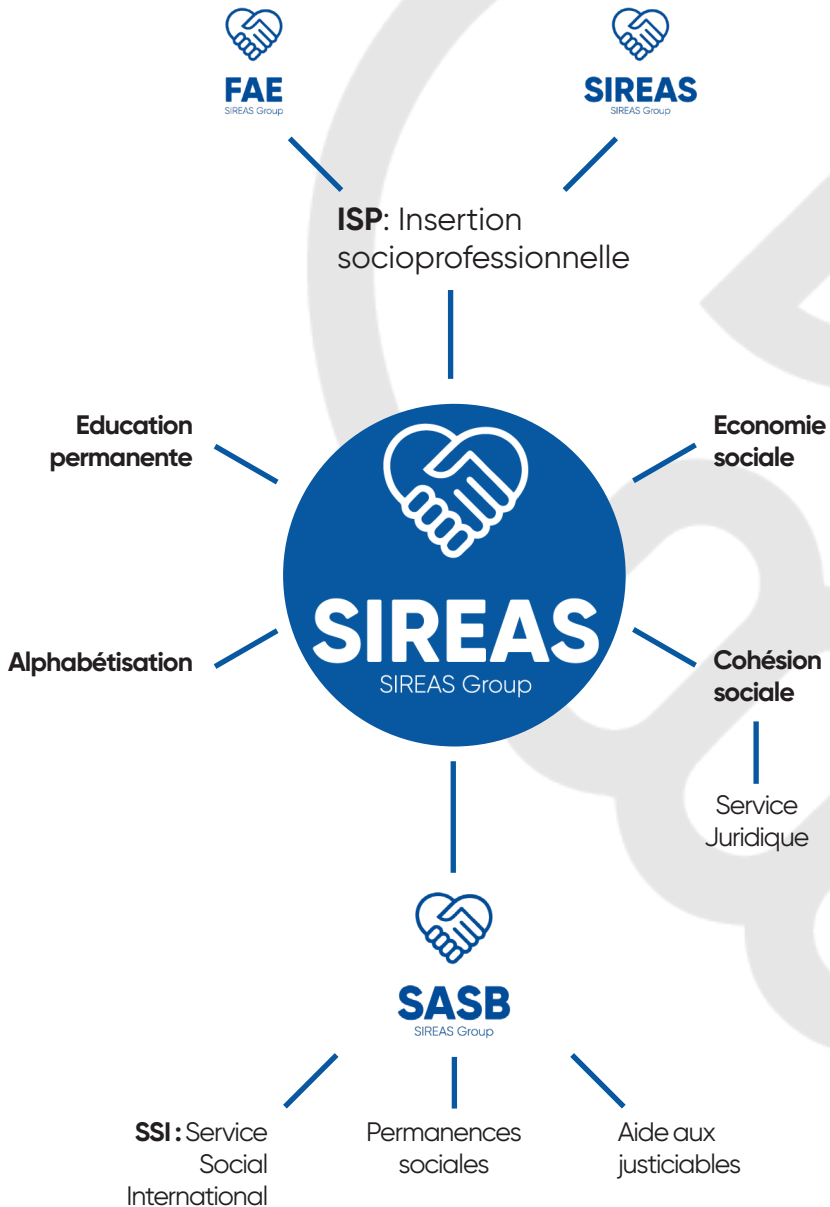 FAE
SIREAS Group
SIREAS
SIREAS Group
ISP: Insertion
socioprofessionnelle
Education
permanente
Economie
sociale
SIREAS
SIREAS Group
Alphabétisation
Cohésion
sociale
Service
Juridique
SASB
SIREAS Group
SSI : Service
Social
International
Permanences
sociales
Aide aux
justiciables